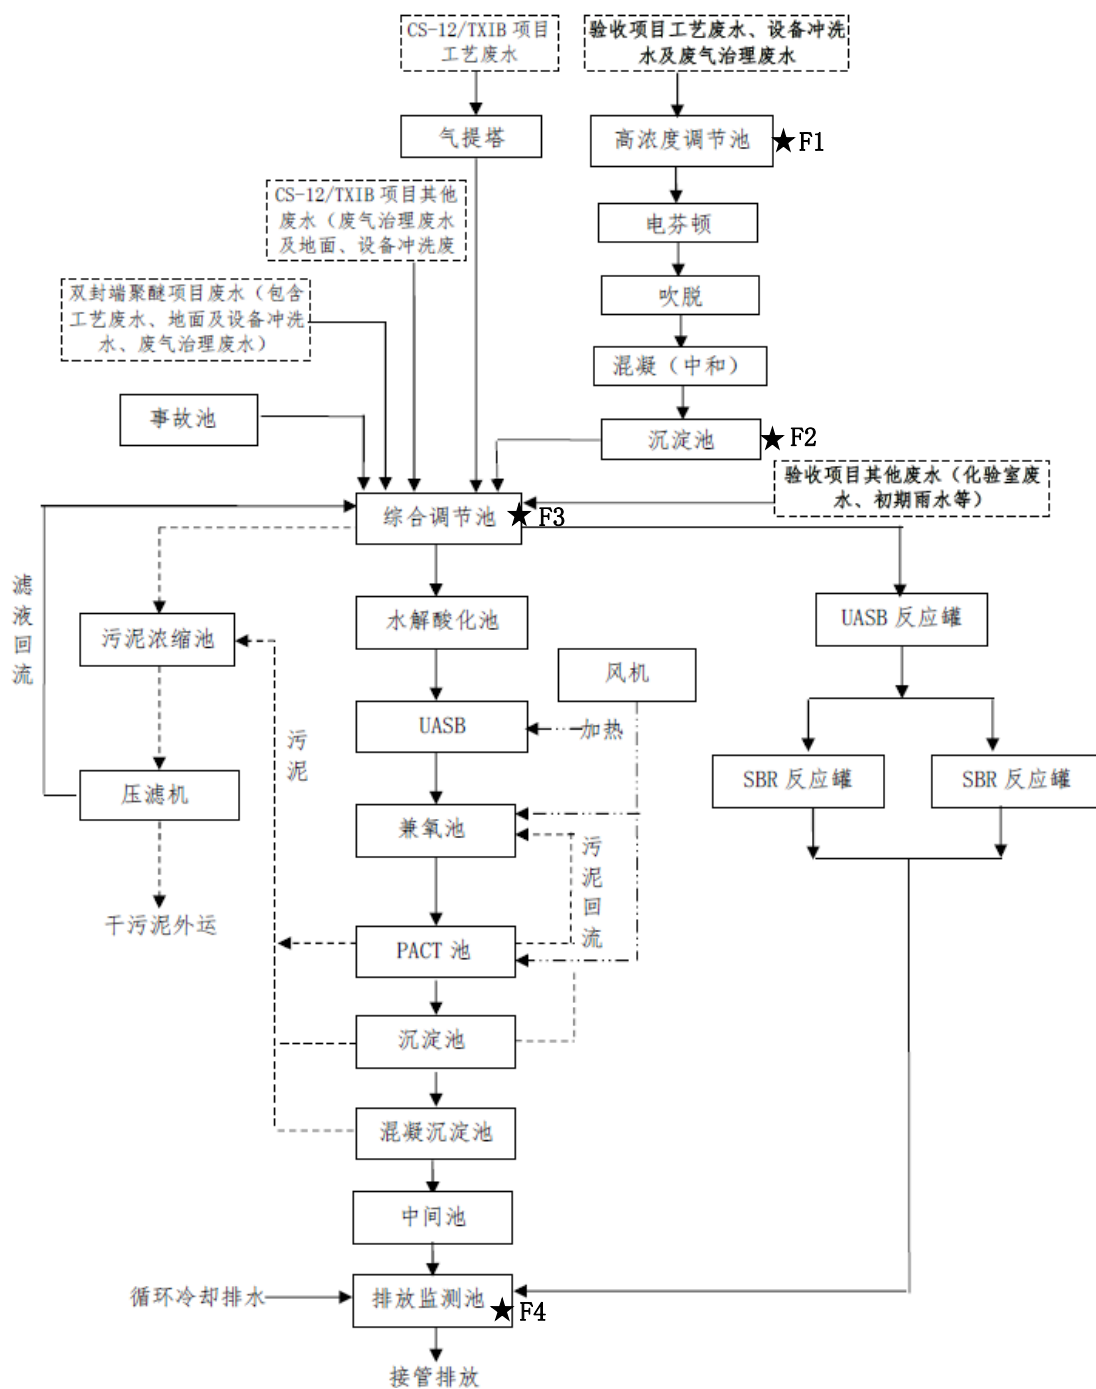 CS-12/TXIB 项目
工艺废水
验收项目工艺废水、设备冲洗
水及废气治理废水
气提塔
高浓度调节池
★F1
CS-12/TXIB 项目其他
废水（废气治理废水
及地面、设备冲洗废
电芬顿
双封端聚醚项目废水（包含
工艺废水、地面及设备冲洗
水、废气治理废水）
吹脱
混凝（中和）
事故池
沉淀池
★F2
验收项目其他废水（化验室废
水、初期雨水等）
综合调节池
★F3
滤
液
回
流
污泥浓缩池
水解酸化池
UASB 反应罐
风机
UASB
加热
污
泥
压滤机
SBR 反应罐
SBR 反应罐
兼氧池
污
泥
回
流
干污泥外运
PACT 池
沉淀池
混凝沉淀池
中间池
循环冷却排水
排放监测池
★F4
接管排放